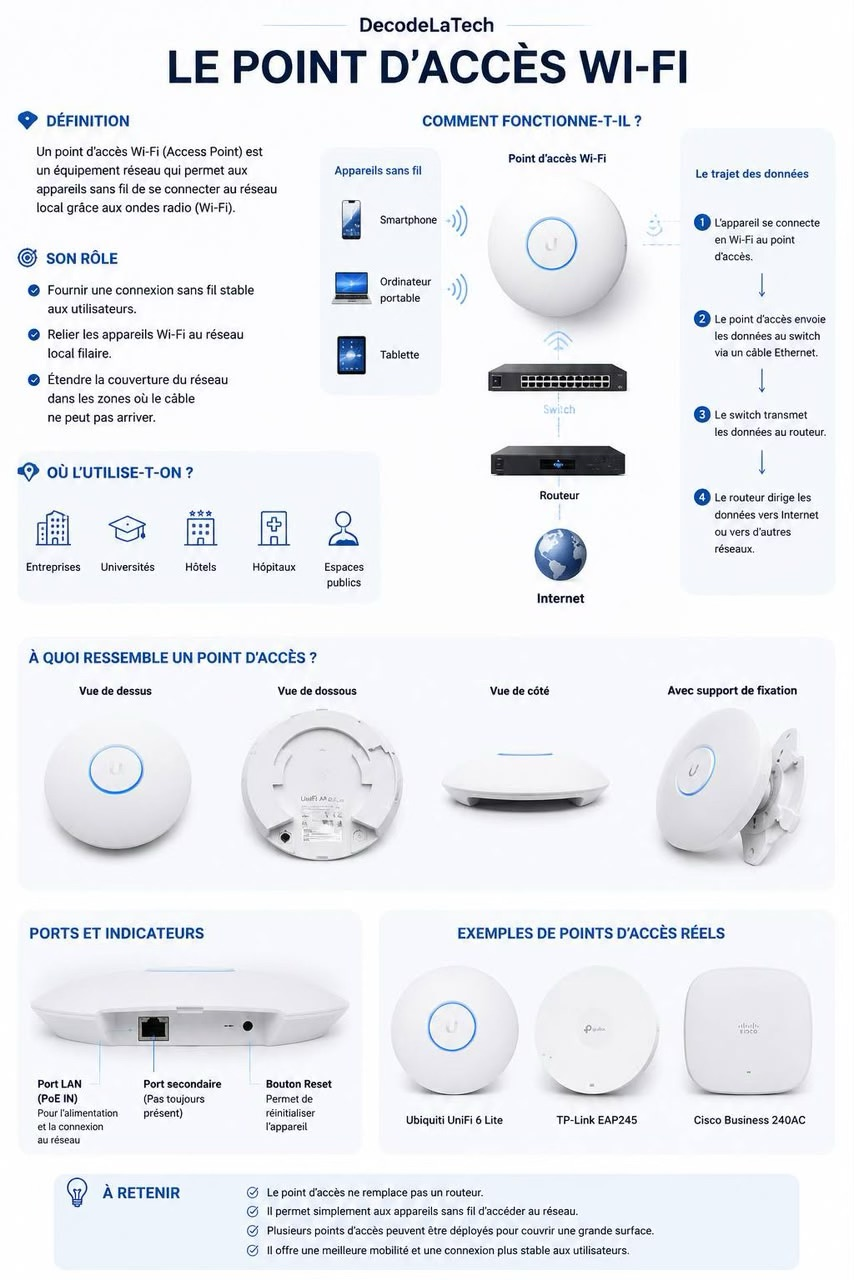 DecodeLaTech
LE POINT D'ACCÈS WI-FI
DÉFINITION
Un point d'accès Wi-Fi (Access Point) est
un équipement réseau qui permet aux
appareils sans fil de se connecter au réseau
local grâce aux ondes radio (Wi-Fi).
SON RÔLE
Fournir une connexion sans fil stable
aux utilisateurs.
Relier les appareils Wi-Fi au réseau
local filaire.
Étendre la couverture du réseau
dans les zones où le câble
ne peut pas arriver.
OÙ L'UTILISE-T-ON ?
Entreprises
Universités
Hôtels
Hôpitaux
Espaces
publics
COMMENT FONCTIONNE-T-IL ?
Appareils sans fil
Smartphone
Ordinateur
portable
Tablette
Point d'accès Wi-Fi
Switch
Routeur
Internet
Le trajet des données
1 L'appareil se connecte
en Wi-Fi au point
d'accès.
2 Le point d'accès envoie
les données au switch
via un câble Ethernet.
3 Le switch transmet
les données au routeur.
4 Le routeur dirige les
données vers Internet
ou vers d'autres
réseaux.
À QUOI RESSEMBLE UN POINT D'ACCÈS ?
Vue de dessus
Vue de dossous
Vue de côté
Avec support de fixation
UniFi
PORTS ET INDICATEURS
Port LAN
(PoE IN)
Pour l'alimentation
et la connexion
au réseau
Port secondaire
(Pas toujours
présent)
Bouton Reset
Permet de
réinitialiser
l'appareil
EXEMPLES DE POINTS D'ACCÈS RÉELS
CISCO
Ubiquiti UniFi 6 Lite
TP-Link EAP245
Cisco Business 240AC
À RETENIR
Le point d'accès ne remplace pas un routeur.
Il permet simplement aux appareils sans fil d'accéder au réseau.
Plusieurs points d'accès peuvent être déployés pour couvrir une grande surface.
Il offre une meilleure mobilité et une connexion plus stable aux utilisateurs.